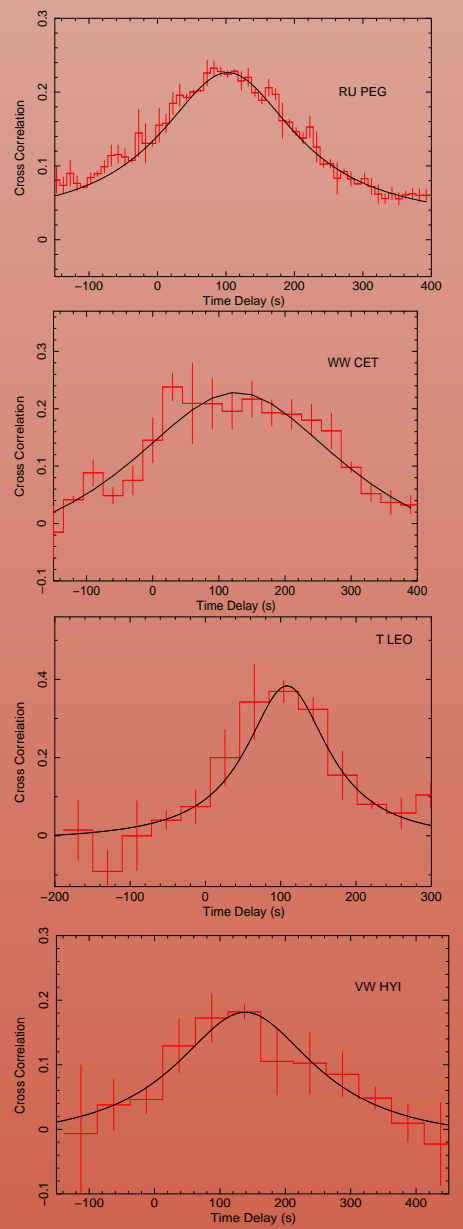 0.3
0.2
0.1
0
Cross Correlation
RU PEG
−100 0 100 200 300 400
Time Delay (s)
0.3
0.2
0.1
0
−0.1
Cross Correlation
WW CET
−100 0 100 200 300 400
Time Delay (s)
0.4
0.2
0
Cross Correlation
T LEO
−200 −100 0 100 200 300
Time Delay (s)
0.3
0.2
0.1
0.0
−0.1
Cross Correlation
VW HYI
−100 0 100 200 300 400
Time Delay (s)